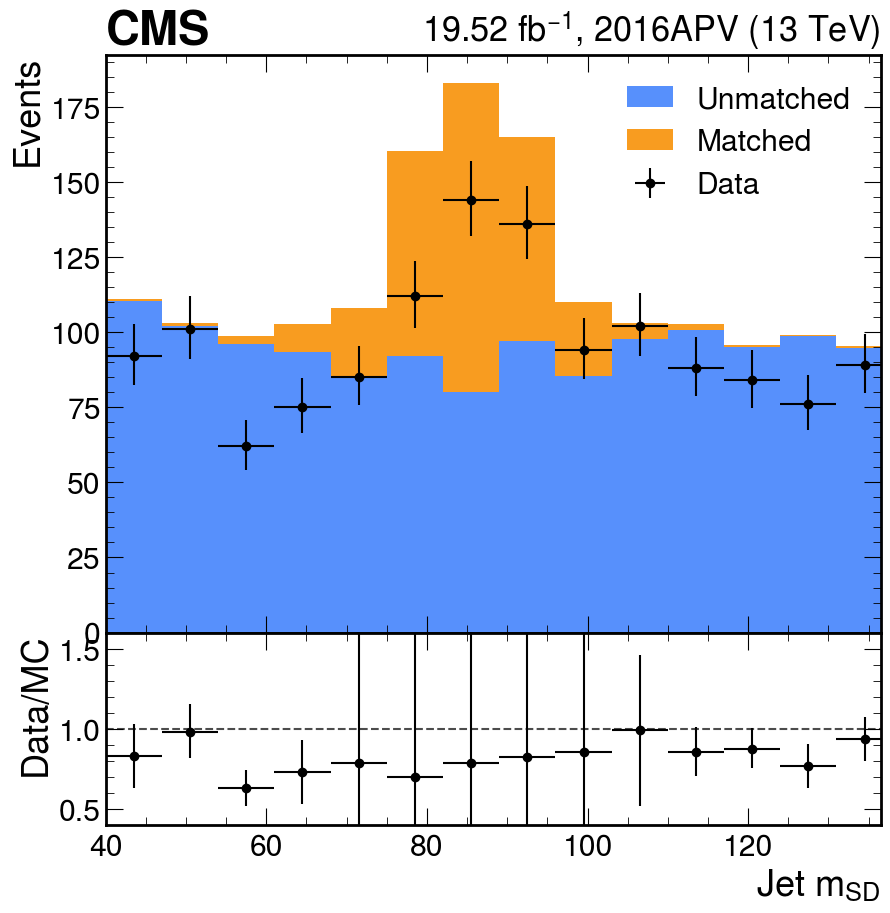 CMS 19.52 fb⁻¹, 2016APV (13 TeV)
Events
175
150
125
100
75
50
25
0
Unmatched
Matched
Data
Data/MC
1.5
1.0
0.5
40 60 80 100 120
Jet m_SD